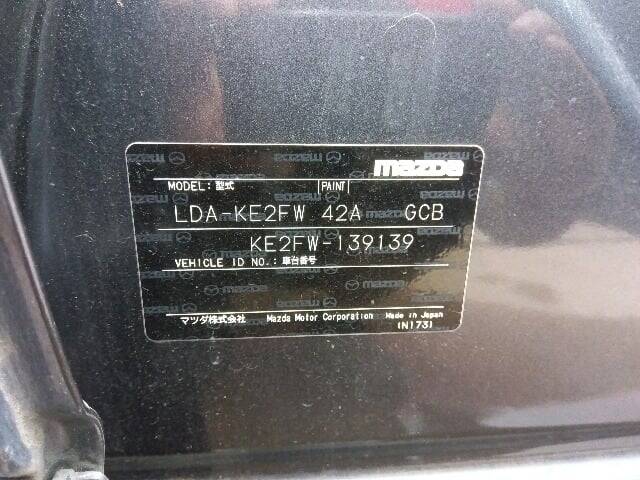 mazda
MODEL: 型式 PAINT
LDA-KE2FW 42A GCB
KE2FW-139139
VEHICLE ID NO.: 車台番号
マツダ株式会社 Mazda Motor Corporation Made in Japan
(N173)